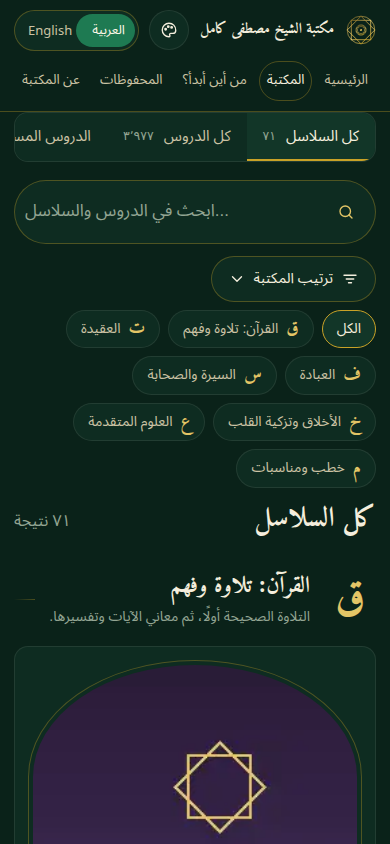 مكتبة الشيخ مصطفى كامل
العربية English
الرئيسية المكتبة من أين أبدأ؟ المحفوظات عن المكتبة
كل السلاسل ٧١ كل الدروس ٣٬٩٧٧ الدروس
ابحث في الدروس والسلاسل...
ترتيب المكتبة
الكل ق القرآن: تلاوة وفهم ت العقيدة
ف العبادة س السيرة والصحابة
خ الأخلاق وتزكية القلب ع العلوم المتقدمة
م خطب ومناسبات
كل السلاسل ٧١ نتيجة
ق القرآن: تلاوة وفهم
التلاوة الصحيحة أولًا، ثم معاني الآيات وتفسيرها.